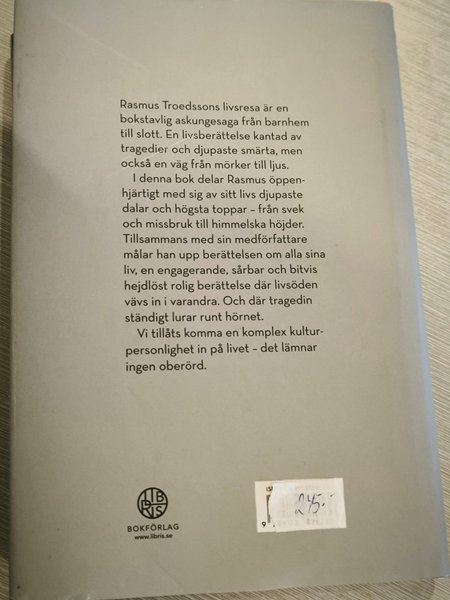 Rasmus Troedssons livsresa är en
bokstavlig askungesaga från barnhem
till slott. En livsberättelse kantad av
tragedier och djupaste smärta, men
också en väg från mörker till ljus.
I denna bok delar Rasmus öppen-
hjärtigt med sig av sitt livs djupaste
dalar och högsta toppar – från svek
och missbruk till himmelska höjder.
Tillsammans med sin medförfattare
målar han upp berättelsen om alla sina
liv, en engagerande, sårbar och bitvis
hejdlöst rolig berättelse där livsöden
vävs in i varandra. Och där tragedin
ständigt lurar runt hörnet.
Vi tillåts komma en komplex kultur-
personlighet in på livet – det lämnar
ingen oberörd.
LIB
RIS
BOKFÖRLAG
www.libris.se
245:-
9